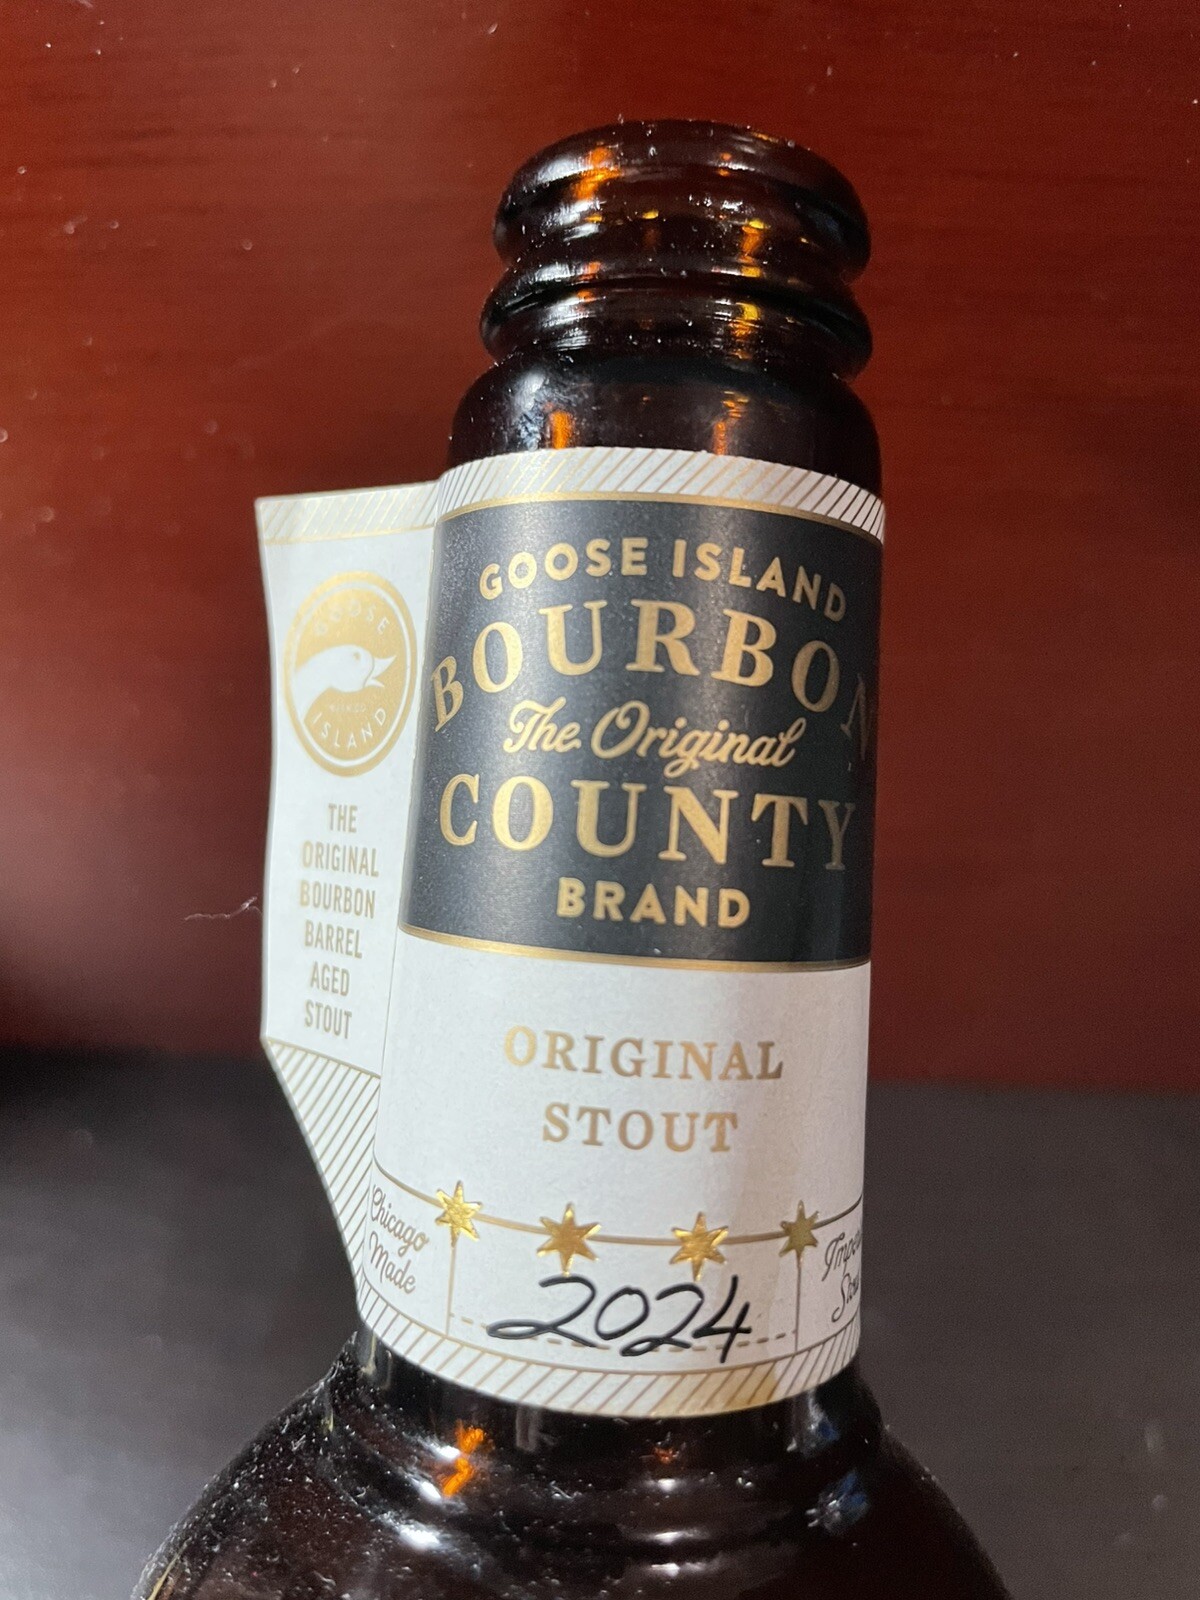 GOOSE
ISLAND
THE
ORIGINAL
BOURBON
BARREL
AGED
STOUT
GOOSE ISLAND
BOURBON
The Original
COUNTY
BRAND
ORIGINAL
STOUT
Chicago
Made
2024